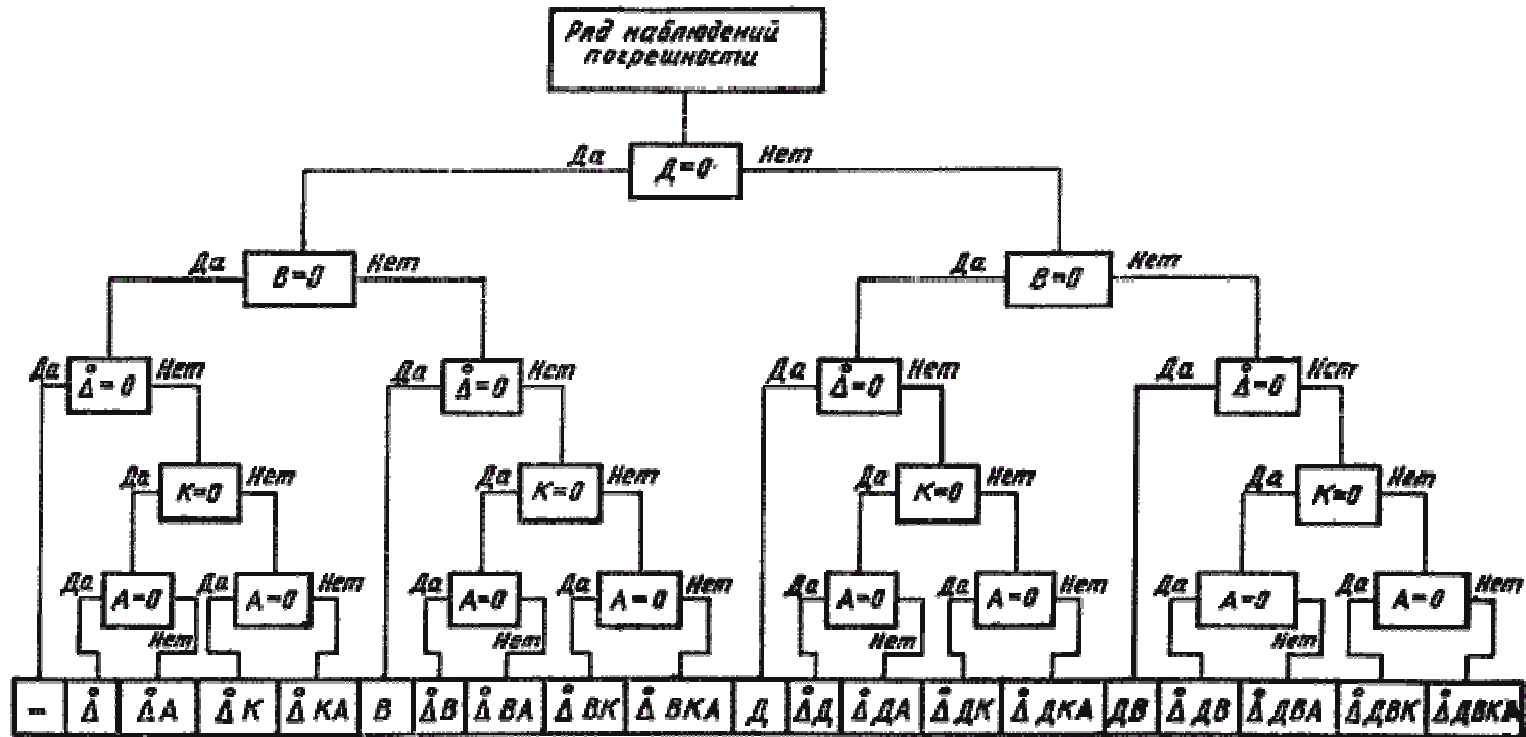 Ряд наблюдений
погрешности
Да Д=0 Нет
Да В=0 Нет Да В=0 Нет
Да Δ̊=0 Нет Да Δ̊=0 Нет Да Δ̊=0 Нет Да Δ̊=0 Нет
Да К=0 Нет Да К=0 Нет Да К=0 Нет Да К=0 Нет
Да А=0 Да А=0 Нет Да А=0 Да А=0 Нет Да А=0 Да А=0 Нет Да А=0 Да А=0 Нет
Нет Нет Нет Нет
– Δ̊ Δ̊А Δ̊К Δ̊КА В Δ̊В Δ̊ВА Δ̊ВК Δ̊ВКА Д Δ̊Д Δ̊ДА Δ̊ДК Δ̊ДКА ДВ Δ̊ДВ Δ̊ДВА Δ̊ДВК Δ̊ДВКА